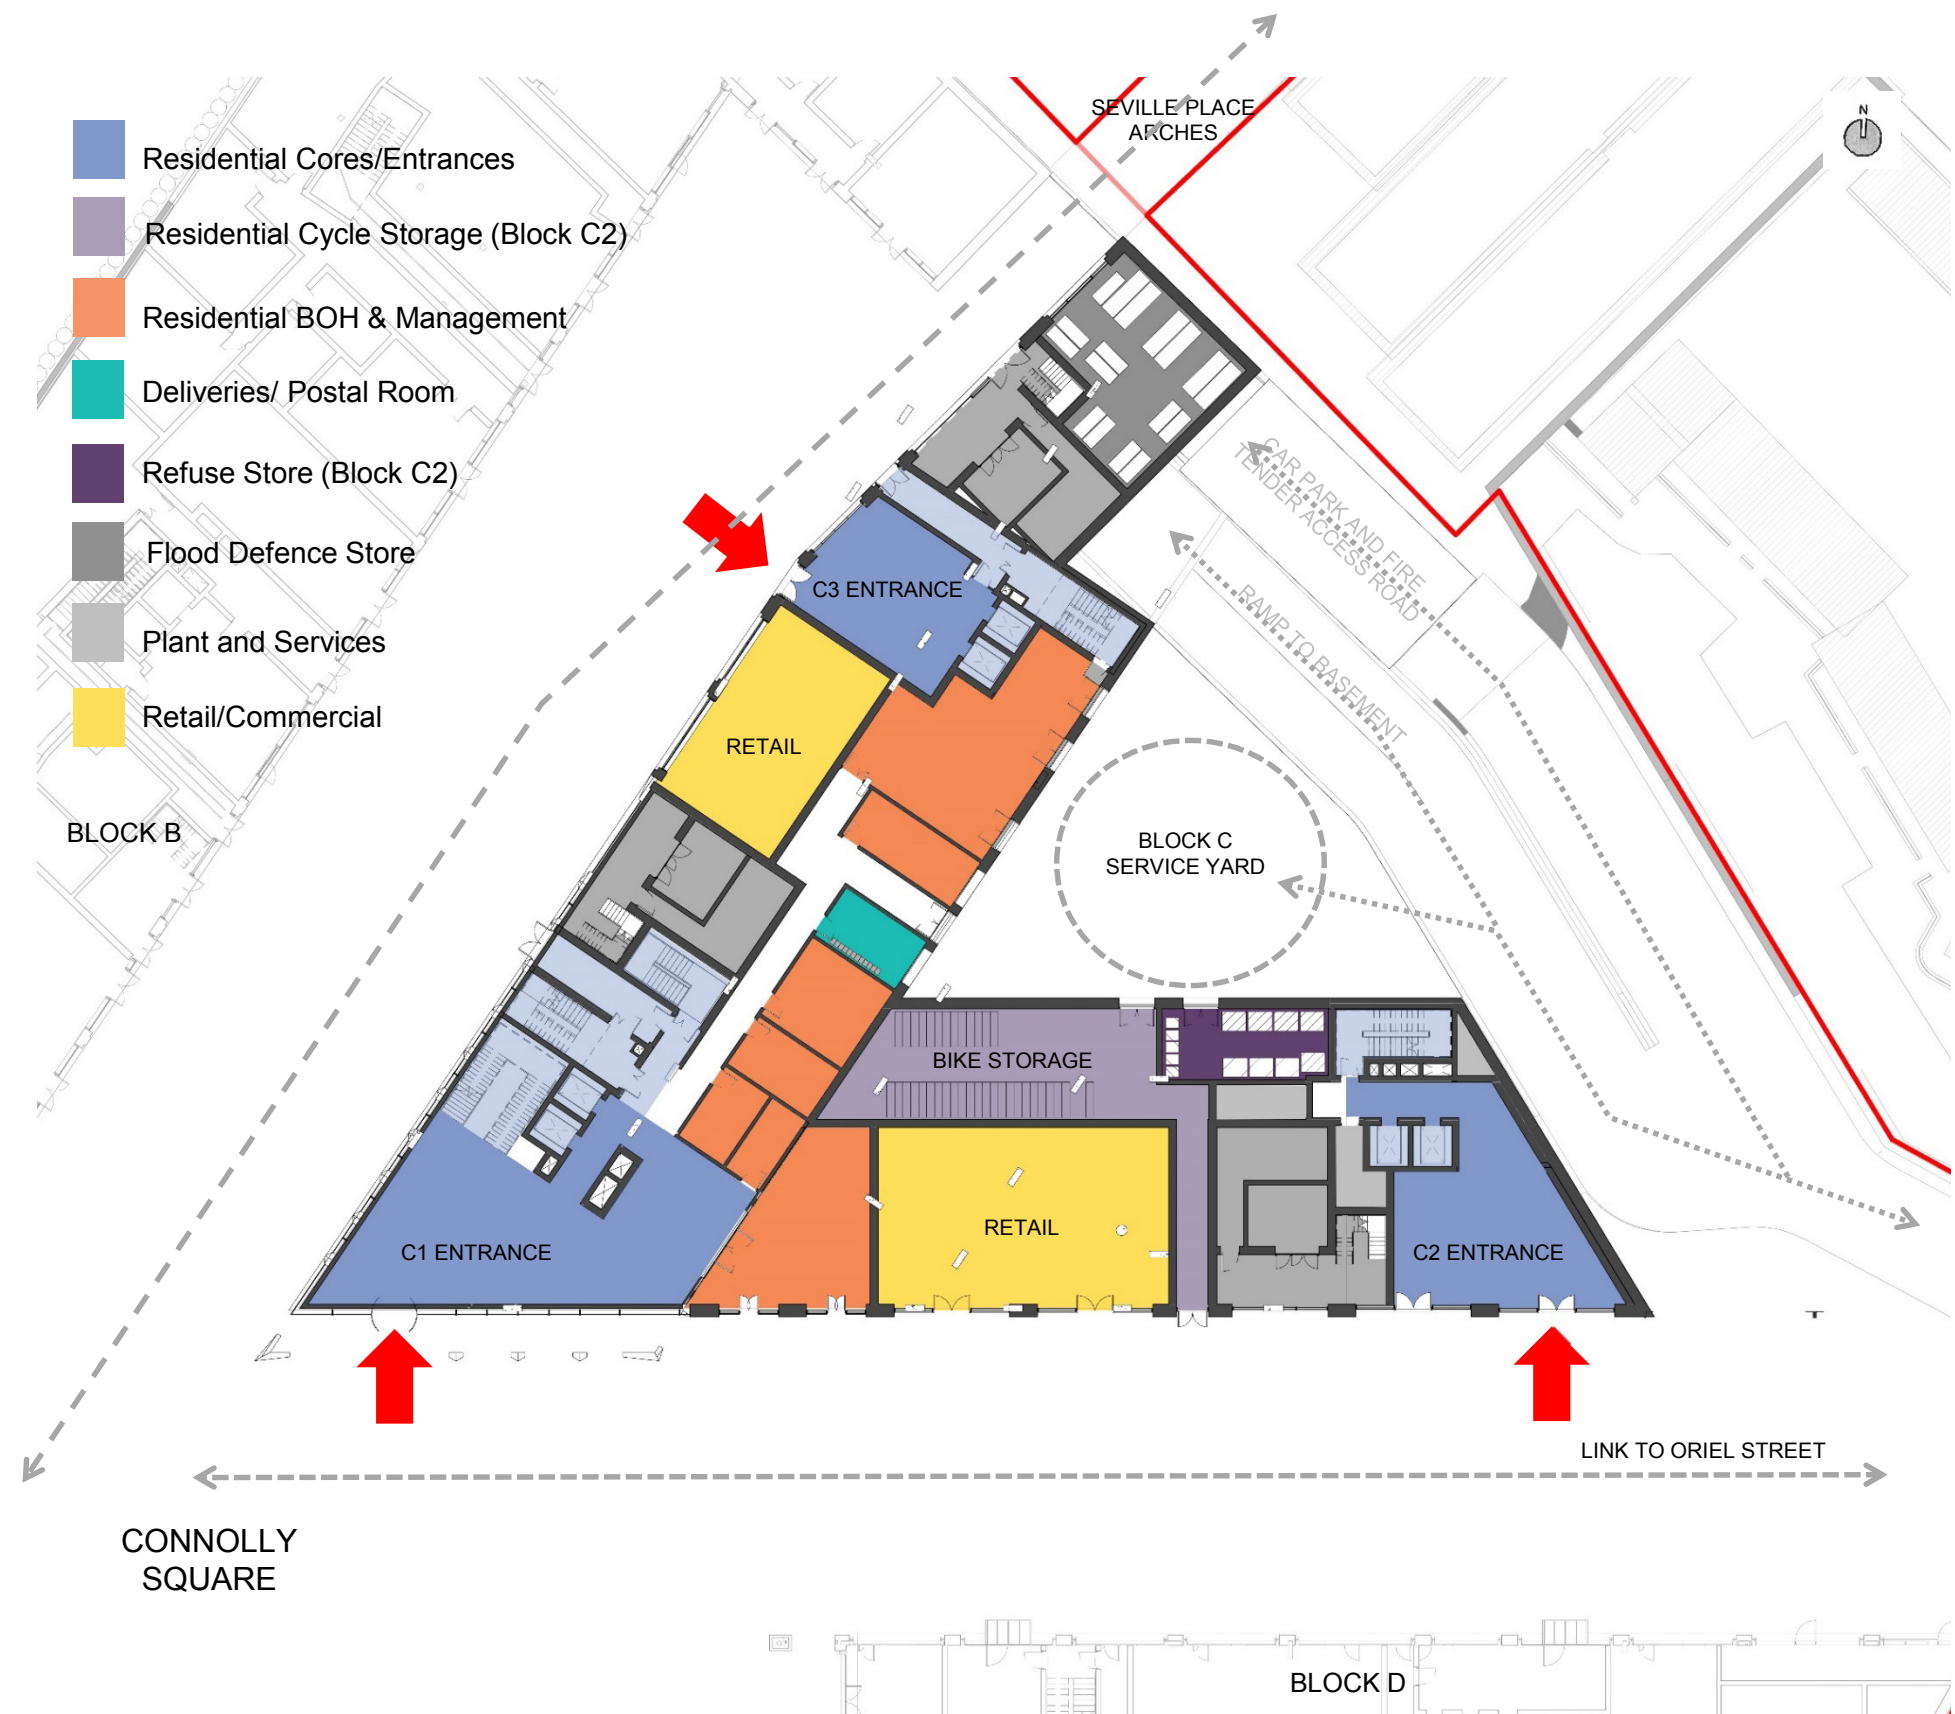 SEVILLE PLACE
ARCHES
N
Residential Cores/Entrances
Residential Cycle Storage (Block C2)
Residential BOH & Management
Deliveries/ Postal Room
Refuse Store (Block C2)
Flood Defence Store
Plant and Services
Retail/Commercial
BLOCK B
CAR PARK AND FIRE
TENDER ACCESS ROAD
RAMP TO BASEMENT
C3 ENTRANCE
RETAIL
BLOCK C
SERVICE YARD
BIKE STORAGE
RETAIL
C1 ENTRANCE
C2 ENTRANCE
LINK TO ORIEL STREET
CONNOLLY
SQUARE
BLOCK D